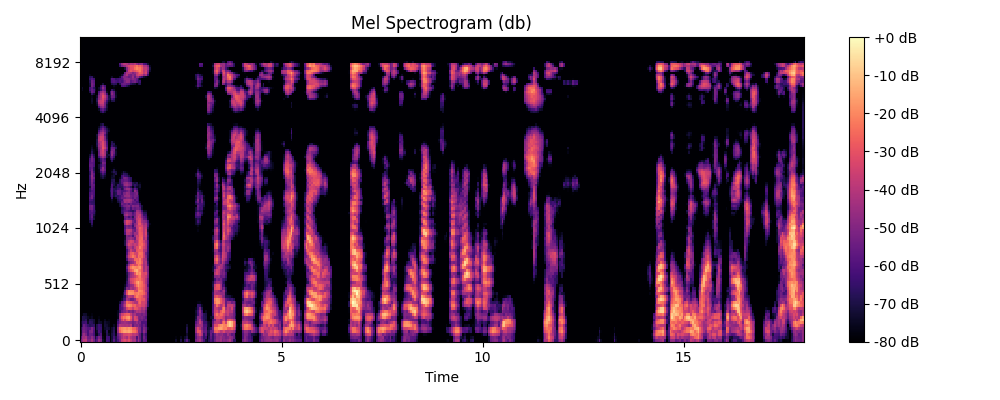 Mel Spectrogram (db)
Hz
8192
4096
2048
1024
512
0
0 5 10 15
Time
+0 dB
-10 dB
-20 dB
-30 dB
-40 dB
-50 dB
-60 dB
-70 dB
-80 dB